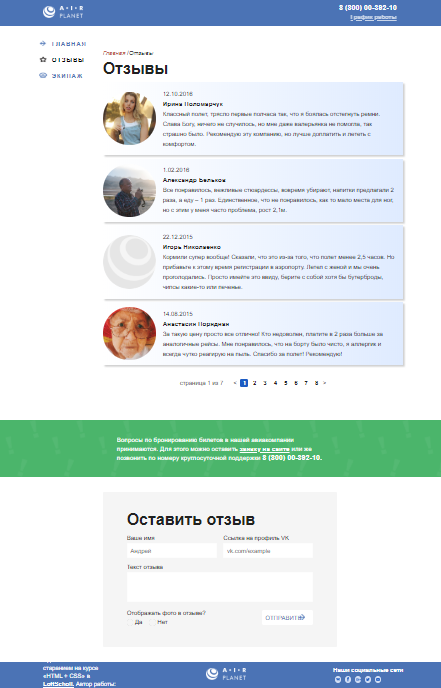 A • I • R
PLANET
8 (800) 00-392-10
График работы
ГЛАВНАЯ
ОТЗЫВЫ
ЭКИПАЖ
Главная /Отзывы
Отзывы
12.10.2016
Ирина Паламарчук
Классный полет, трясло первые полчаса так, что я боялась отстегнуть ремни.
Слава Богу, ничего не случилось, но мне даже валерьянка не помогла, так
страшно было. Рекомендую эту компанию, но лучше доплатить и лететь с
комфортом.
1.02.2016
Александр Бельков
Все понравилось, вежливые стюардессы, вовремя убирают, напитки предлагали 2
раза, а еду – 1 раз. Единственное, что не понравилось, как то мало места для ног,
но с этим у меня часто проблема, рост 2,1м.
22.12.2015
Игорь Николаенко
Кормили супер вообще! Сказали, что это из-за того, что полет менее 2,5 часов. Но
прибавьте к этому время регистрации в аэропорту. Летел с женой и мы очень
проголодались. Просто имейте это ввиду, берите с собой хотя бы бутерброды,
чипсы какие-то или печенье.
14.08.2015
Анастасия Порядная
За такую цену просто все отлично! Кто недоволен, платите в 2 раза больше за
аналогичные рейсы. Мне понравилось, что на борту было чисто, я аллергик и
всегда чутко реагирую на пыль. Спасибо за полет! Рекомендую!
страница 1 из 7 < 1 2 3 4 5 6 7 8 >
Вопросы по бронированию билетов в нашей авиакомпании
принимаются. Для этого можно оставить заявку на сайте или же
позвонить по номеру круглосуточной поддержки 8 (800) 00-392-10.
Оставить отзыв
Ваше имя
Ссылка на профиль VK
Андрей
vk.com/example
Текст отзыва
Отображать фото в отзыве?
Да Нет
ОТПРАВИТЬ
старанием на курсе
«HTML + CSS» в
LoftScholl. Автор работы:
A • I • R
PLANET
Наши социальные сети